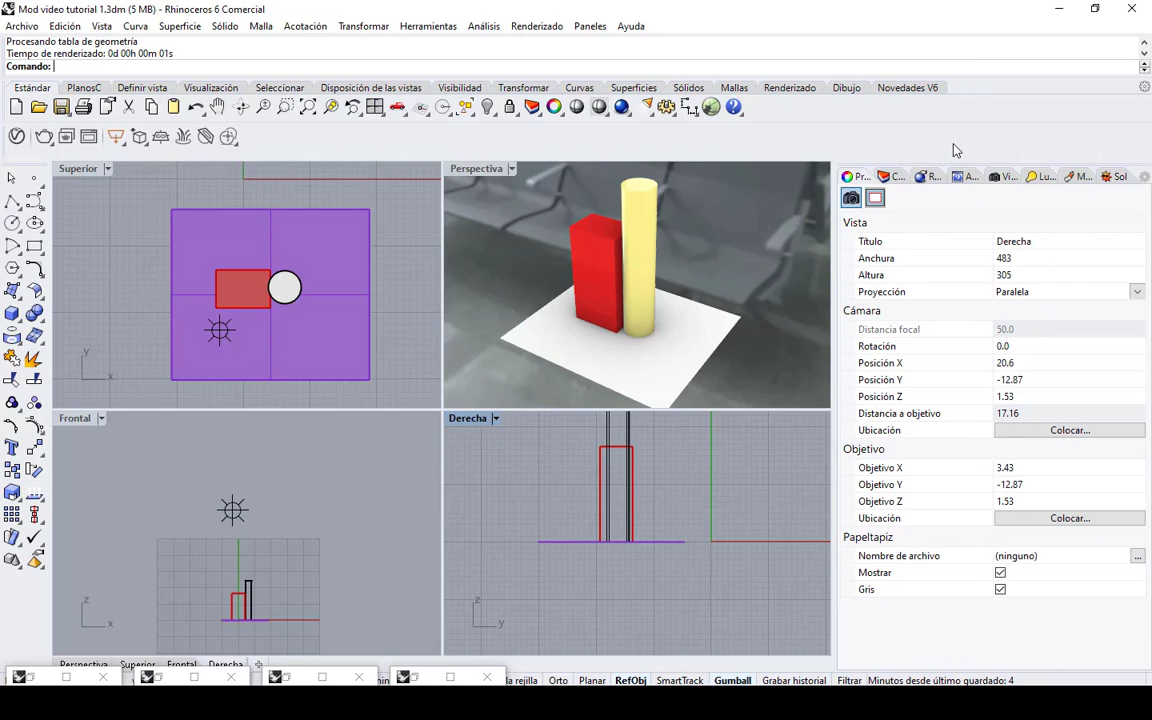 Mod video tutorial 1.3dm (5 MB) - Rhinoceros 6 Comercial
Archivo Edición Vista Curva Superficie Sólido Malla Acotación Transformar Herramientas Análisis Renderizado Paneles Ayuda
Procesando tabla de geometría
Tiempo de renderizado: 0d 00h 00m 01s
Comando:
Estándar PlanosC Definir vista Visualización Seleccionar Disposición de las vistas Visibilidad Transformar Curvas Superficies Sólidos Mallas Renderizado Dibujo Novedades V6
Superior
Perspectiva
Pr... C... R... A... Vi... Lu... M... Sol
Vista
Título Derecha
Anchura 483
Altura 305
Proyección Paralela
Cámara
Distancia focal 50.0
Rotación 0.0
Posición X 20.6
Posición Y -12.87
Posición Z 1.53
Distancia a objetivo 17.16
Ubicación Colocar...
Objetivo
Objetivo X 3.43
Objetivo Y -12.87
Objetivo Z 1.53
Ubicación Colocar...
Papeltapiz
Nombre de archivo (ninguno) ...
Mostrar
Gris
y
x
Frontal
Derecha
z
x
z
y
Perspectiva Superior Frontal Derecha
la rejilla Orto Planar RefObj SmartTrack Gumball Grabar historial Filtrar Minutos desde último guardado: 4